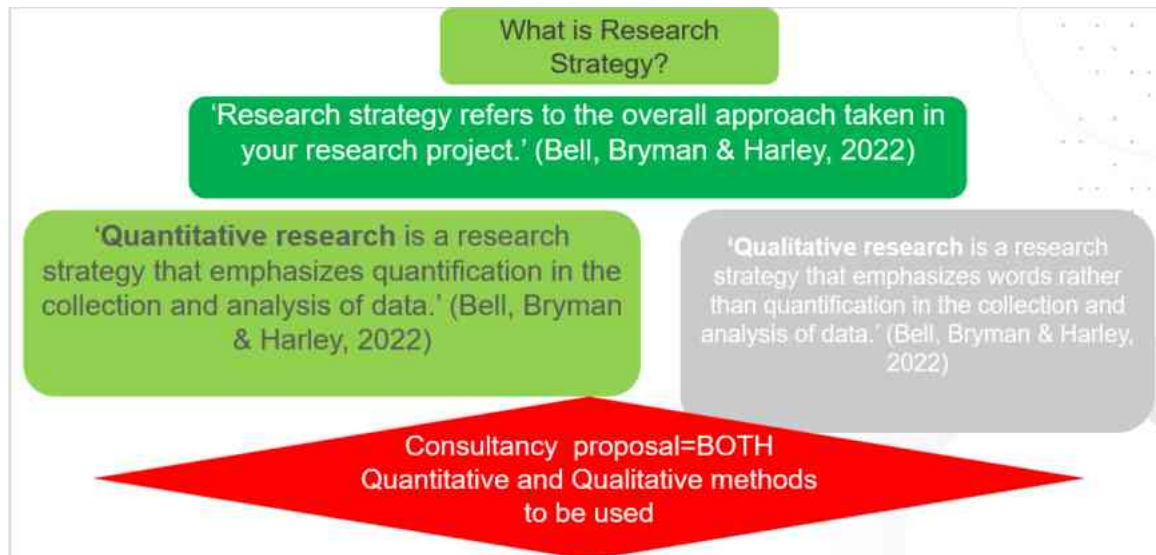 What is Research
Strategy?
‘Research strategy refers to the overall approach taken in
your research project.’ (Bell, Bryman & Harley, 2022)
‘Quantitative research is a research
strategy that emphasizes quantification in the
collection and analysis of data.’ (Bell, Bryman
& Harley, 2022)
‘Qualitative research is a research
strategy that emphasizes words rather
than quantification in the collection and
analysis of data.’ (Bell, Bryman & Harley,
2022)
Consultancy proposal=BOTH
Quantitative and Qualitative methods
to be used